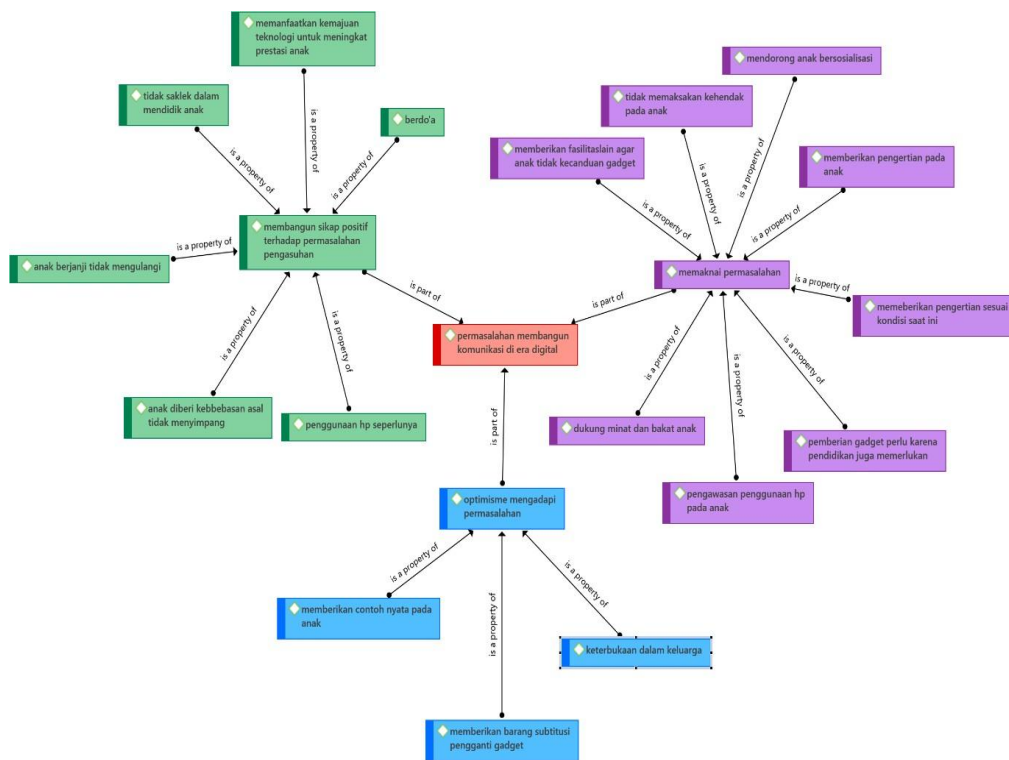 memanfaatkan kemajuan
teknologi untuk meningkat
prestasi anak
tidak saklek dalam
mendidik anak
berdo'a
is a property of
is a property of
is a property of
membangun sikap positif
terhadap permasalahan
pengasuhan
is a property of
anak berjanji tidak mengulangi
is a property of
is a property of
anak diberi kebbebasan asal
tidak menyimpang
penggunaan hp seperlunya
is part of
mendorong anak bersosialisasi
tidak memaksakan kehendak
pada anak
memberikan fasilitaslain agar
anak tidak kecanduan gadget
memberikan pengertian pada
anak
is a property of
is a property of
is a property of
is a property of
memaknai permasalahan
is a property of
memeberikan pengertian sesuai
kondisi saat ini
is part of
permasalahan membangun
komunikasi di era digital
is a property of
is a property of
is a property of
dukung minat dan bakat anak
pemberian gadget perlu karena
pendidikan juga memerlukan
pengawasan penggunaan hp
pada anak
is part of
optimisme mengadapi
permasalahan
is a property of
is a property of
is a property of
memberikan contoh nyata pada
anak
keterbukaan dalam keluarga
memberikan barang subtitusi
pengganti gadget